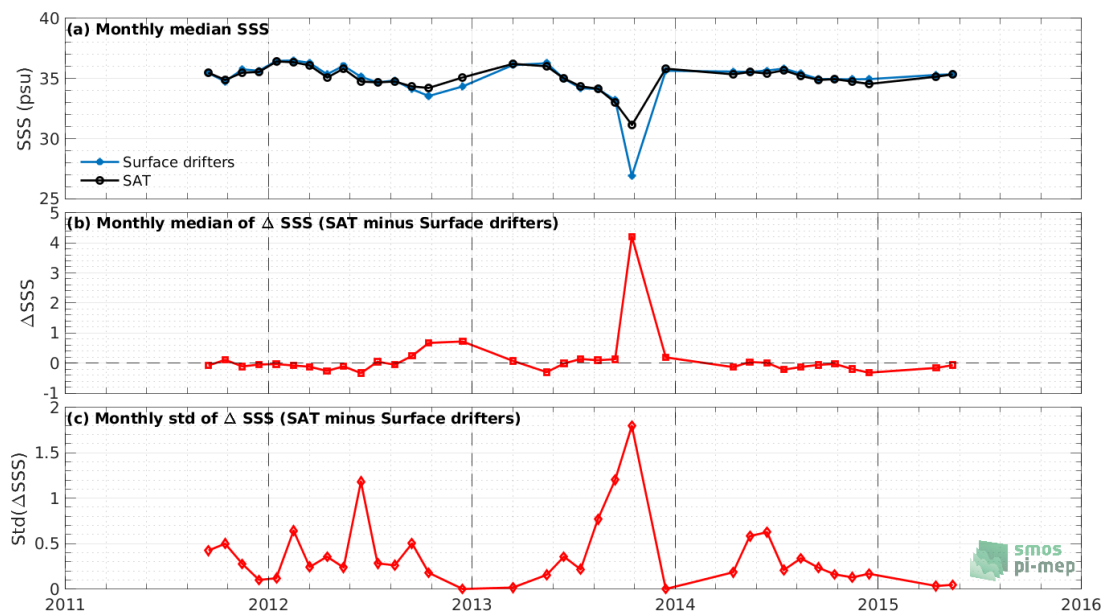 40
(a) Monthly median SSS
35
SSS (psu)
30
Surface drifters
SAT
25
5
(b) Monthly median of Δ SSS (SAT minus Surface drifters)
4
3
ΔSSS
2
1
0
-1
2
(c) Monthly std of Δ SSS (SAT minus Surface drifters)
1.5
Std(ΔSSS)
1
0.5
smos
pi-mep
0
2011 2012 2013 2014 2015 2016